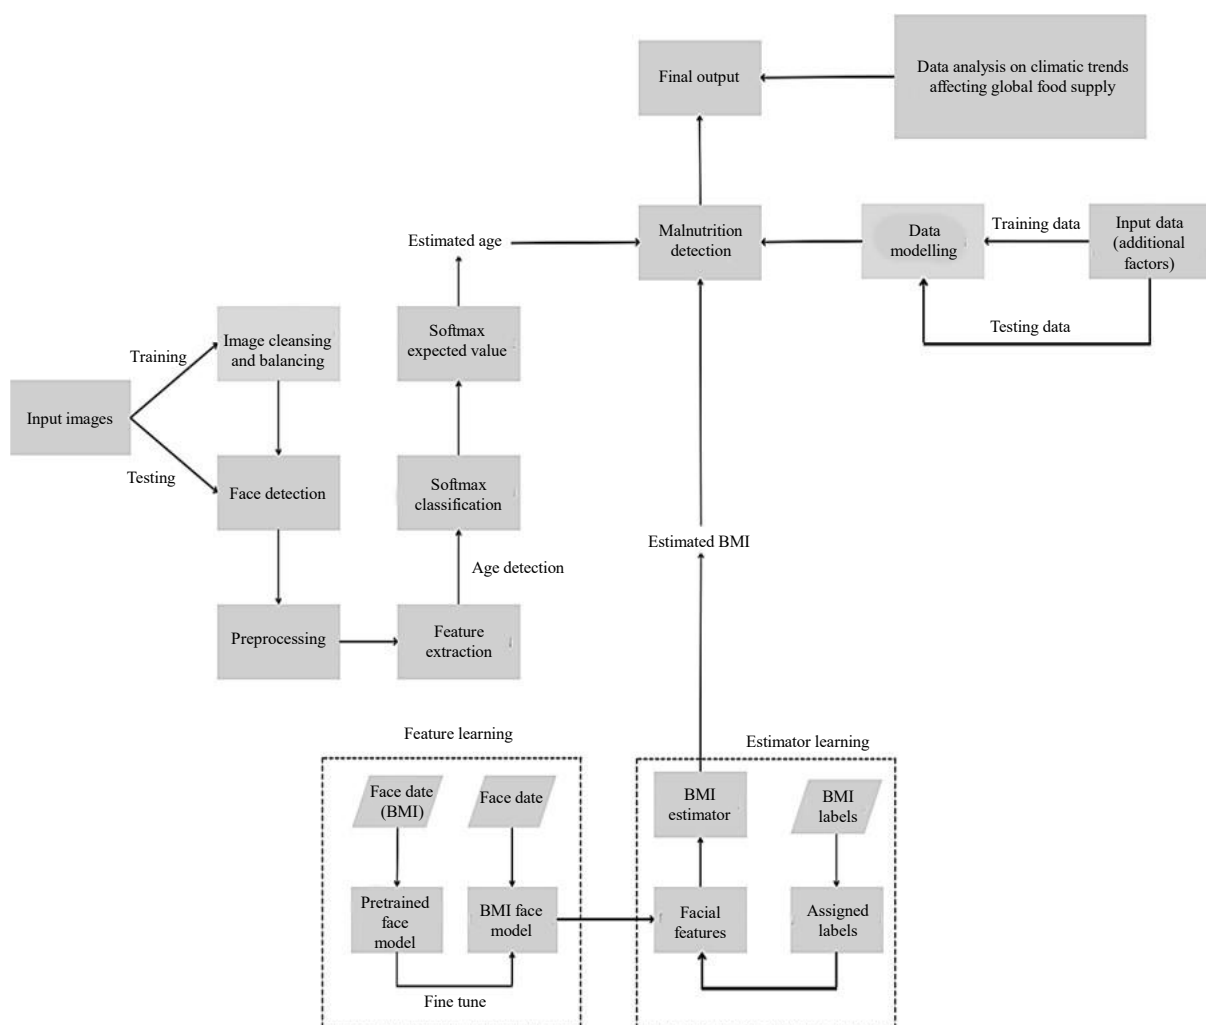 Final output
Data analysis on climatic trends
affecting global food supply
Estimated age
Malnutrition
detection
Data
modelling
Training data
Input data
(additional
factors)
Testing data
Image cleansing
and balancing
Softmax
expected value
Training
Input images
Testing
Face detection
Softmax
classification
Estimated BMI
Age detection
Preprocessing
Feature
extraction
Feature learning
Estimator learning
Face date
(BMI)
Face date
BMI
estimator
BMI
labels
Pretrained
face
model
BMI face
model
Facial
features
Assigned
labels
Fine tune